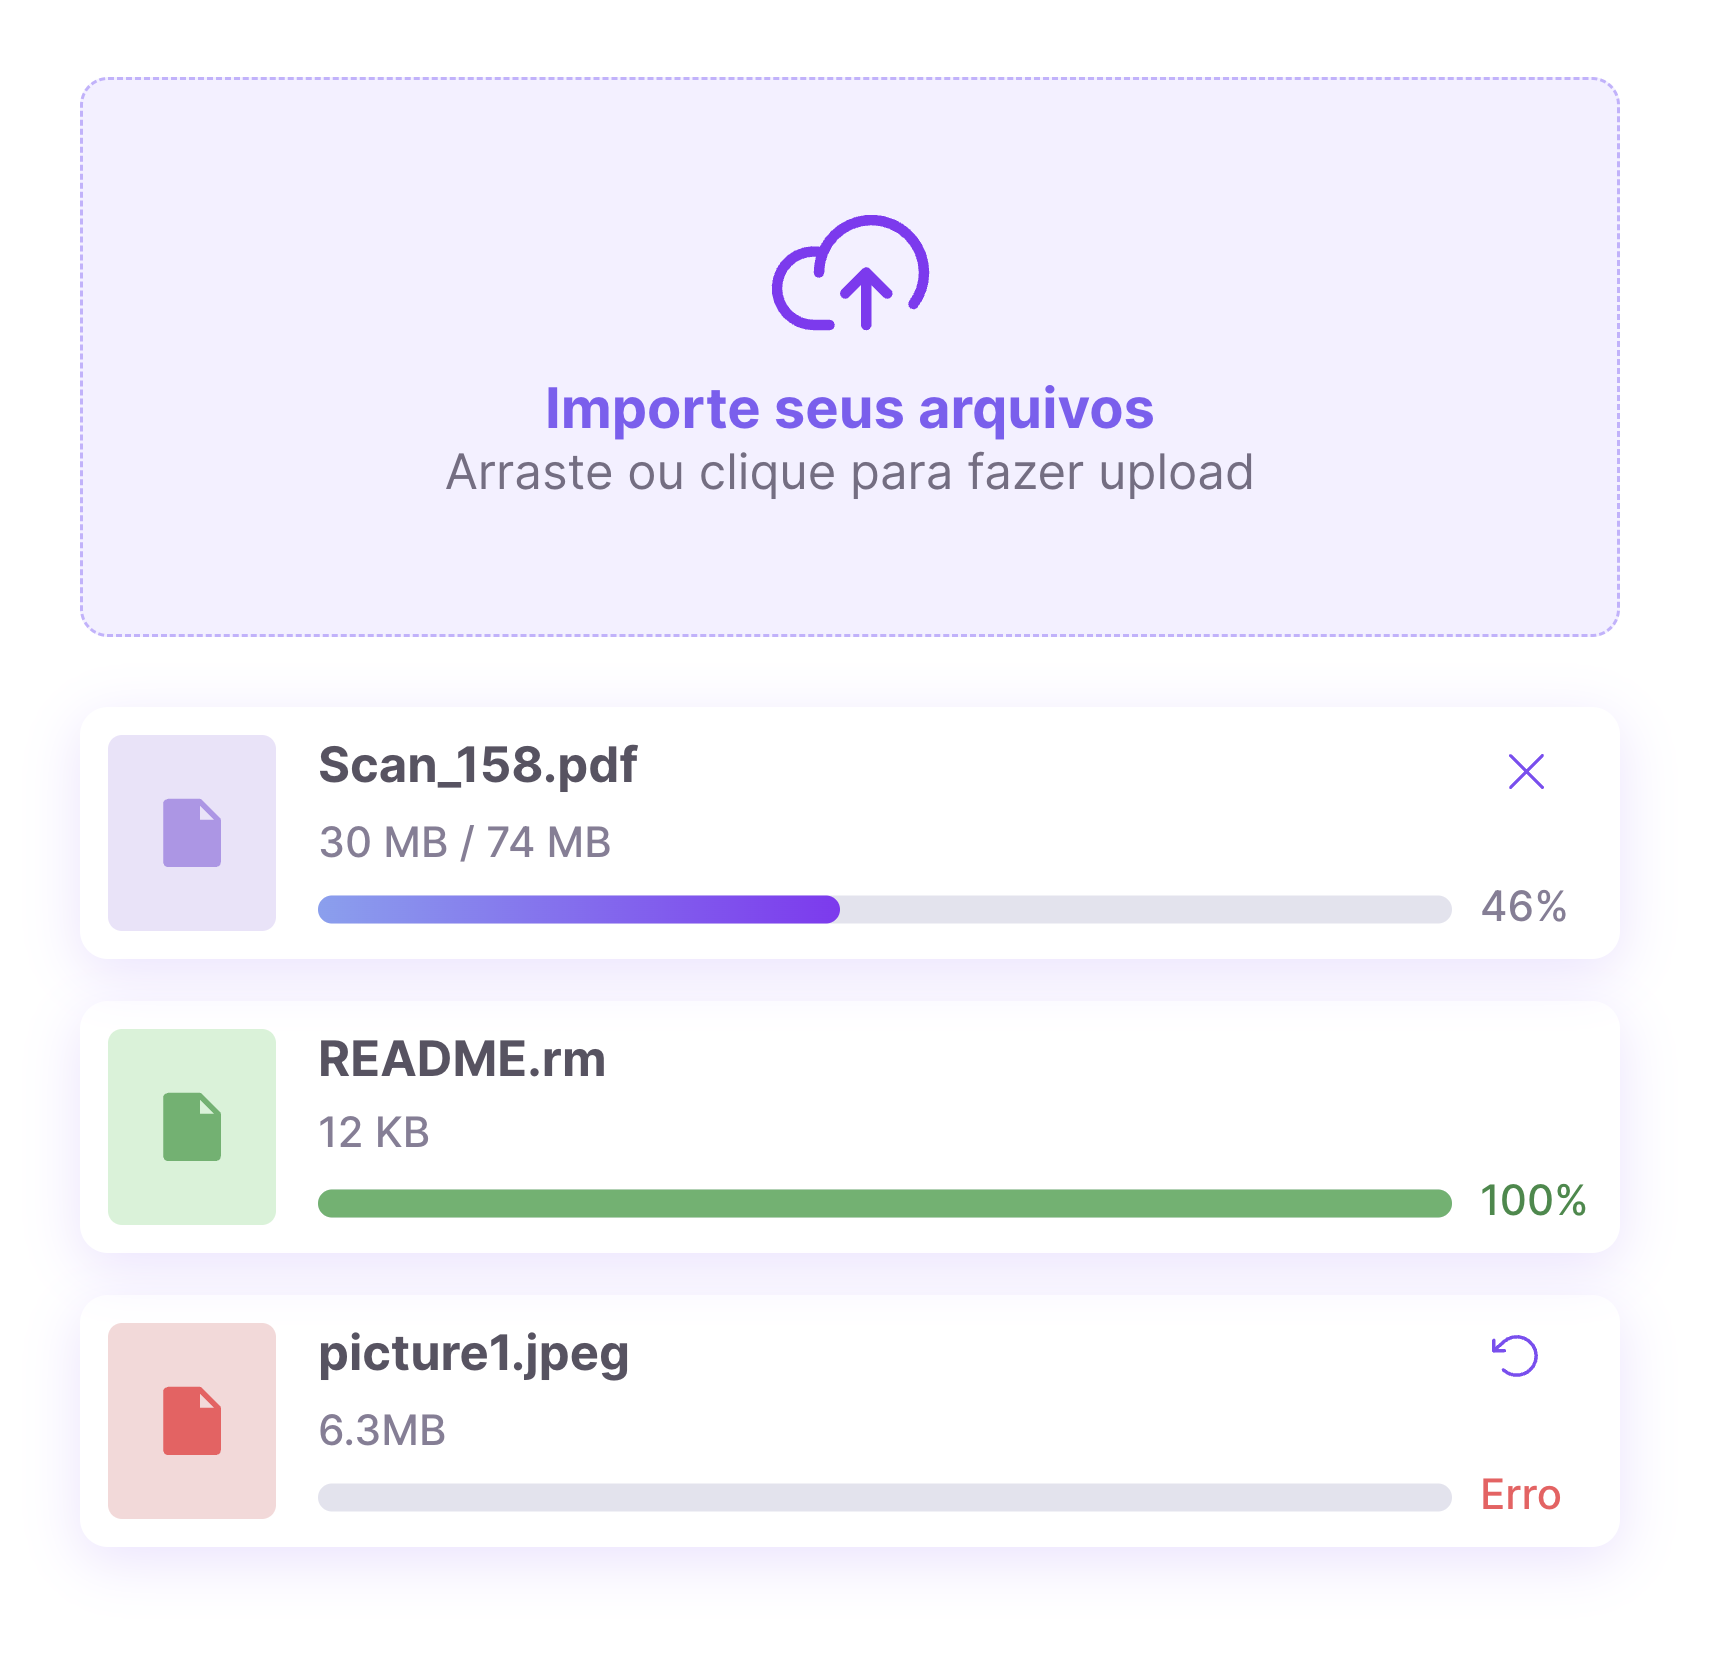 Importe seus arquivos
Arraste ou clique para fazer upload
Scan_158.pdf
30 MB / 74 MB
46%
README.rm
12 KB
100%
picture1.jpeg
6.3MB
Erro